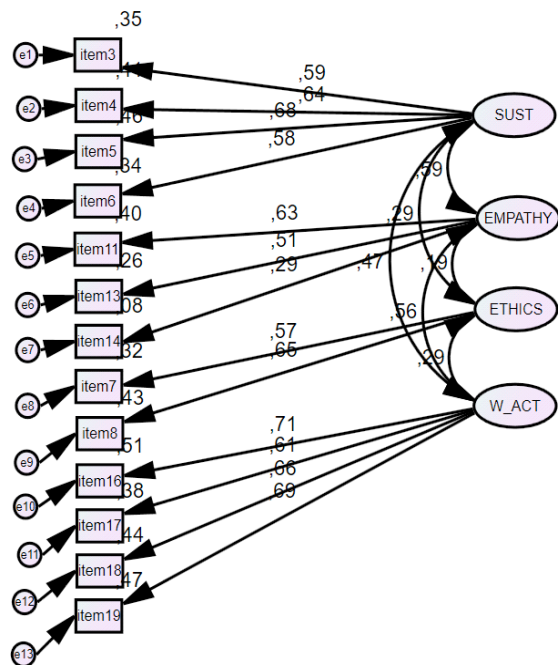 ,35
e1 item3
,59
,64
SUST
e2 item4
,46
,68
e3 item5
,58
,34
,59
e4 item6
,40
,63
,29
EMPATHY
e5 item11
,51
,26
,29
,47
,19
e6 item13
,08
ETHICS
e7 item14
,56
,57
,32
,65
,29
e8 item7
,43
W_ACT
e9 item8
,71
,51
,61
e10 item16
,66
,38
,69
e11 item17
,44
e12 item18
,47
e13 item19